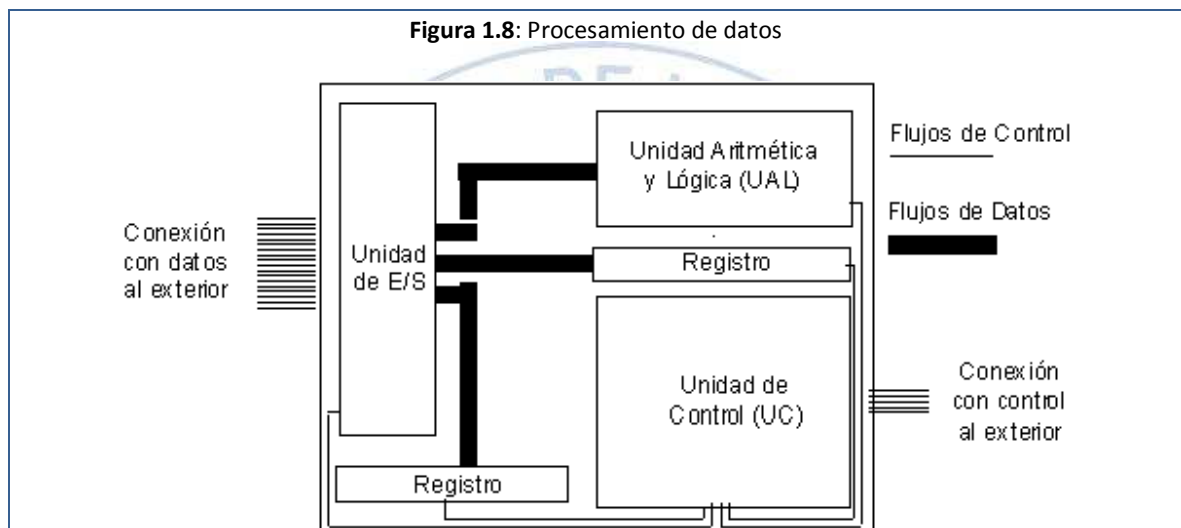 Figura 1.8: Procesamiento de datos
DE
Unidad Aritmética
y Lógica (UAL)
Flujos de Control
Flujos de Datos
Conexión
con datos
al exterior
Unidad
de E/S
Registro
Unidad de
Control (UC)
Conexión
con control
al exterior
Registro